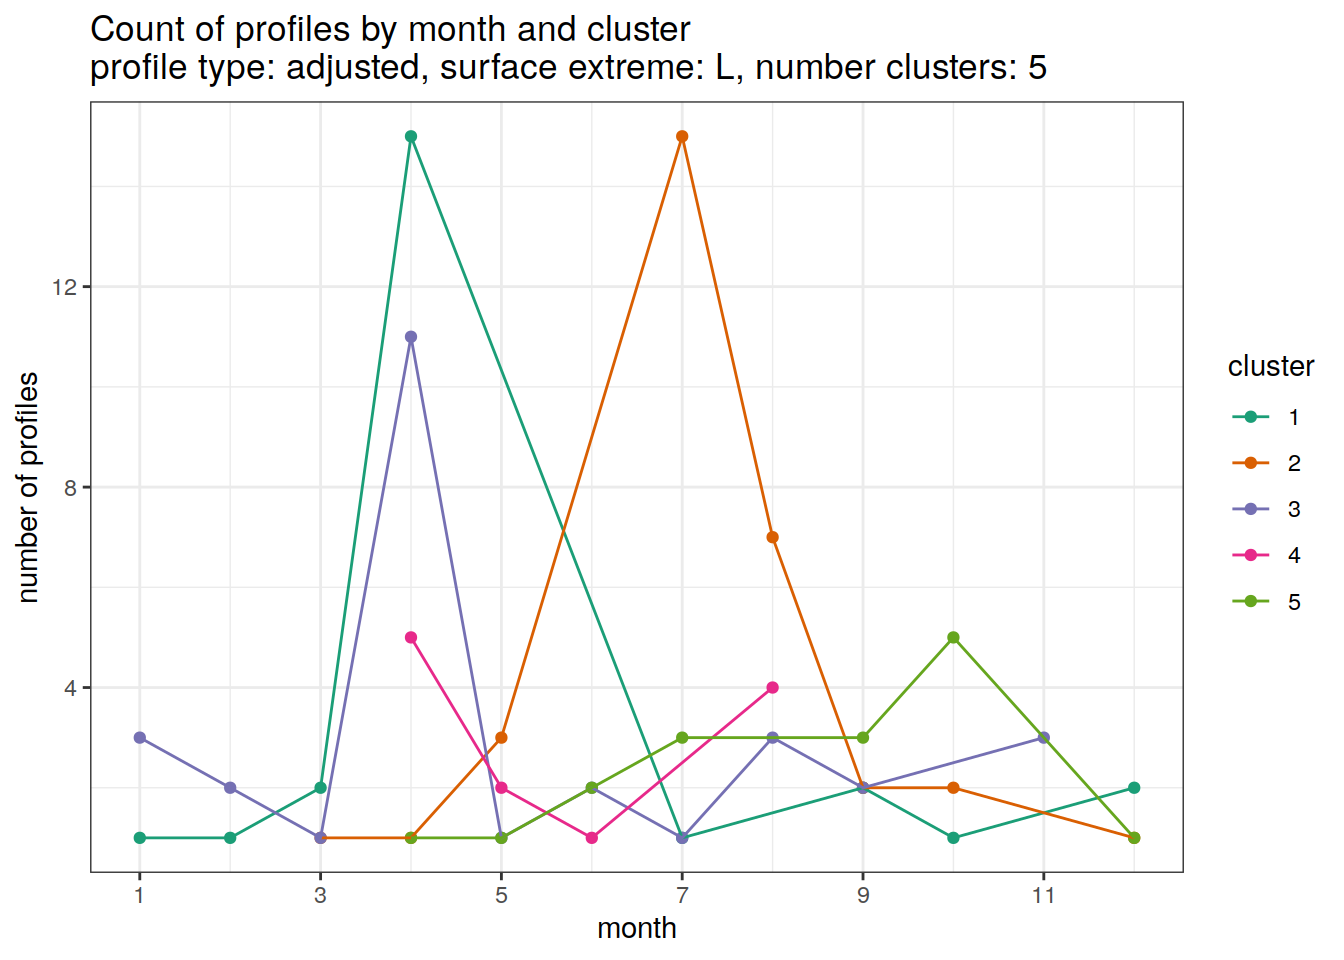 Count of profiles by month and cluster
profile type: adjusted, surface extreme: L, number clusters: 5
12
8
4
number of profiles
1 3 5 7 9 11
month
cluster
1
2
3
4
5